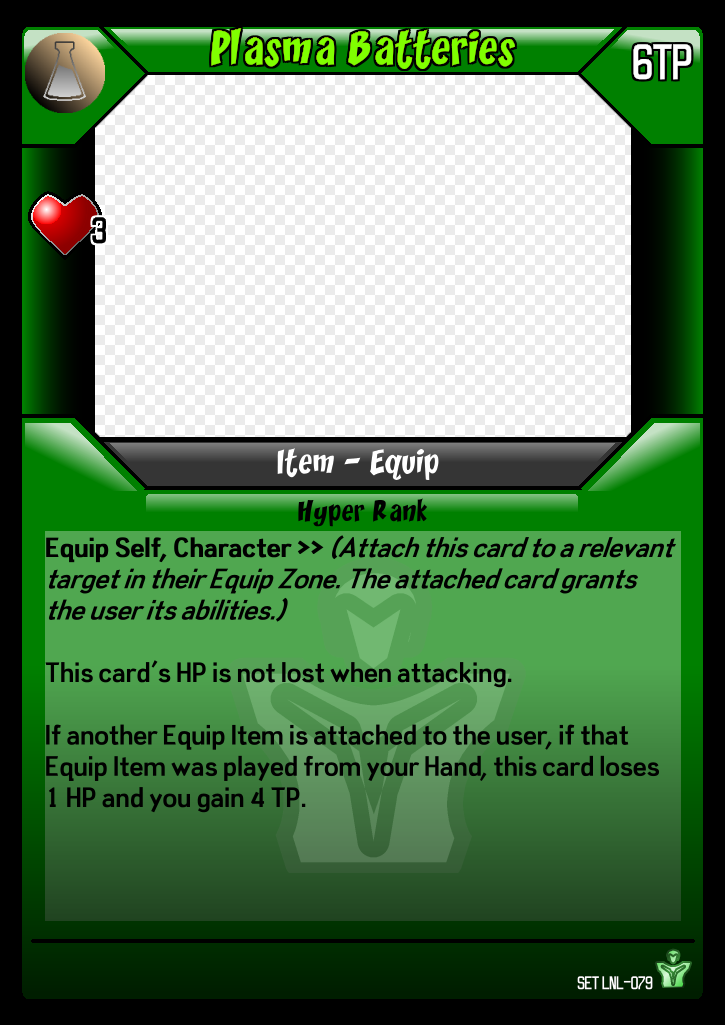 Plasma Batteries
6TP
3
Item - Equip
Hyper Rank
Equip Self, Character >> (Attach this card to a relevant
target in their Equip Zone. The attached card grants
the user its abilities.)
This card's HP is not lost when attacking.
If another Equip Item is attached to the user, if that
Equip Item was played from your Hand, this card loses
1 HP and you gain 4 TP.
SET LNL-079